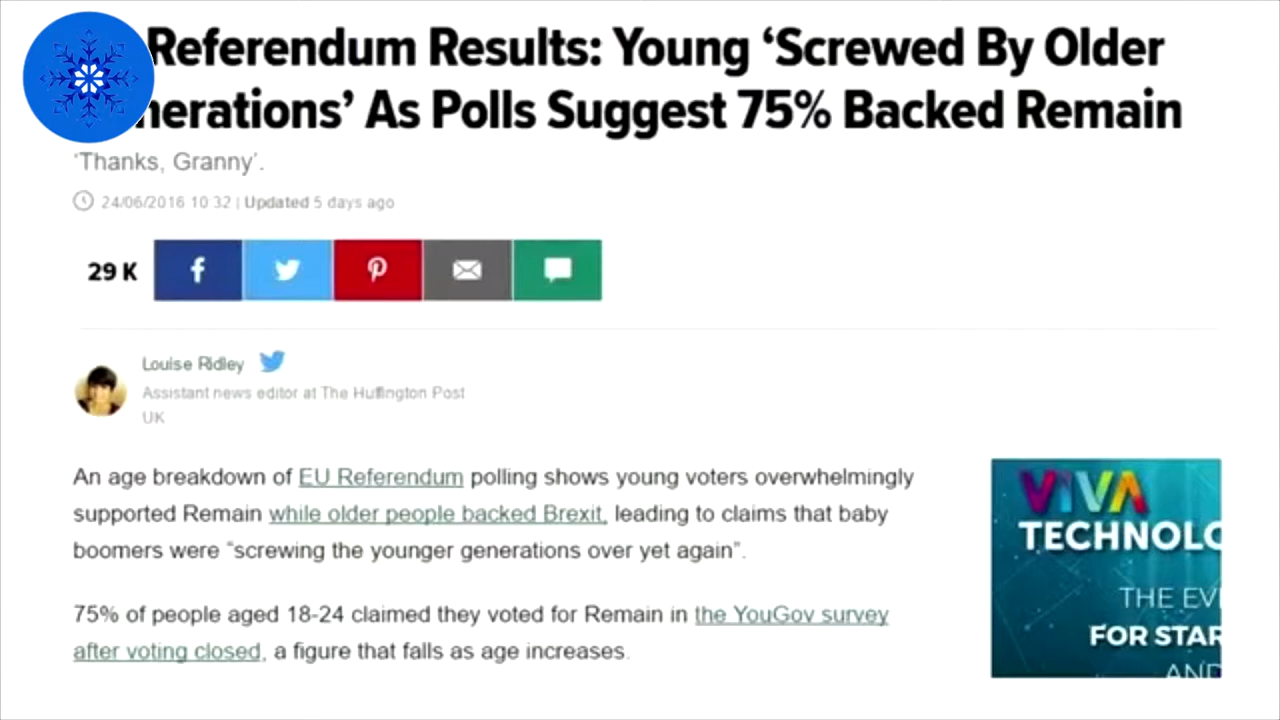 Referendum Results: Young ‘Screwed By Older
nerations’ As Polls Suggest 75% Backed Remain
‘Thanks, Granny’.
24/06/2016 10:32 | Updated 5 days ago
29 K
Louise Ridley
Assistant news editor at The Huffington Post
UK
An age breakdown of EU Referendum polling shows young voters overwhelmingly
supported Remain while older people backed Brexit, leading to claims that baby
boomers were “screwing the younger generations over yet again”.
75% of people aged 18-24 claimed they voted for Remain in the YouGov survey
after voting closed, a figure that falls as age increases.
VIVA
TECHNOLO
THE EVE
FOR STAR
AND